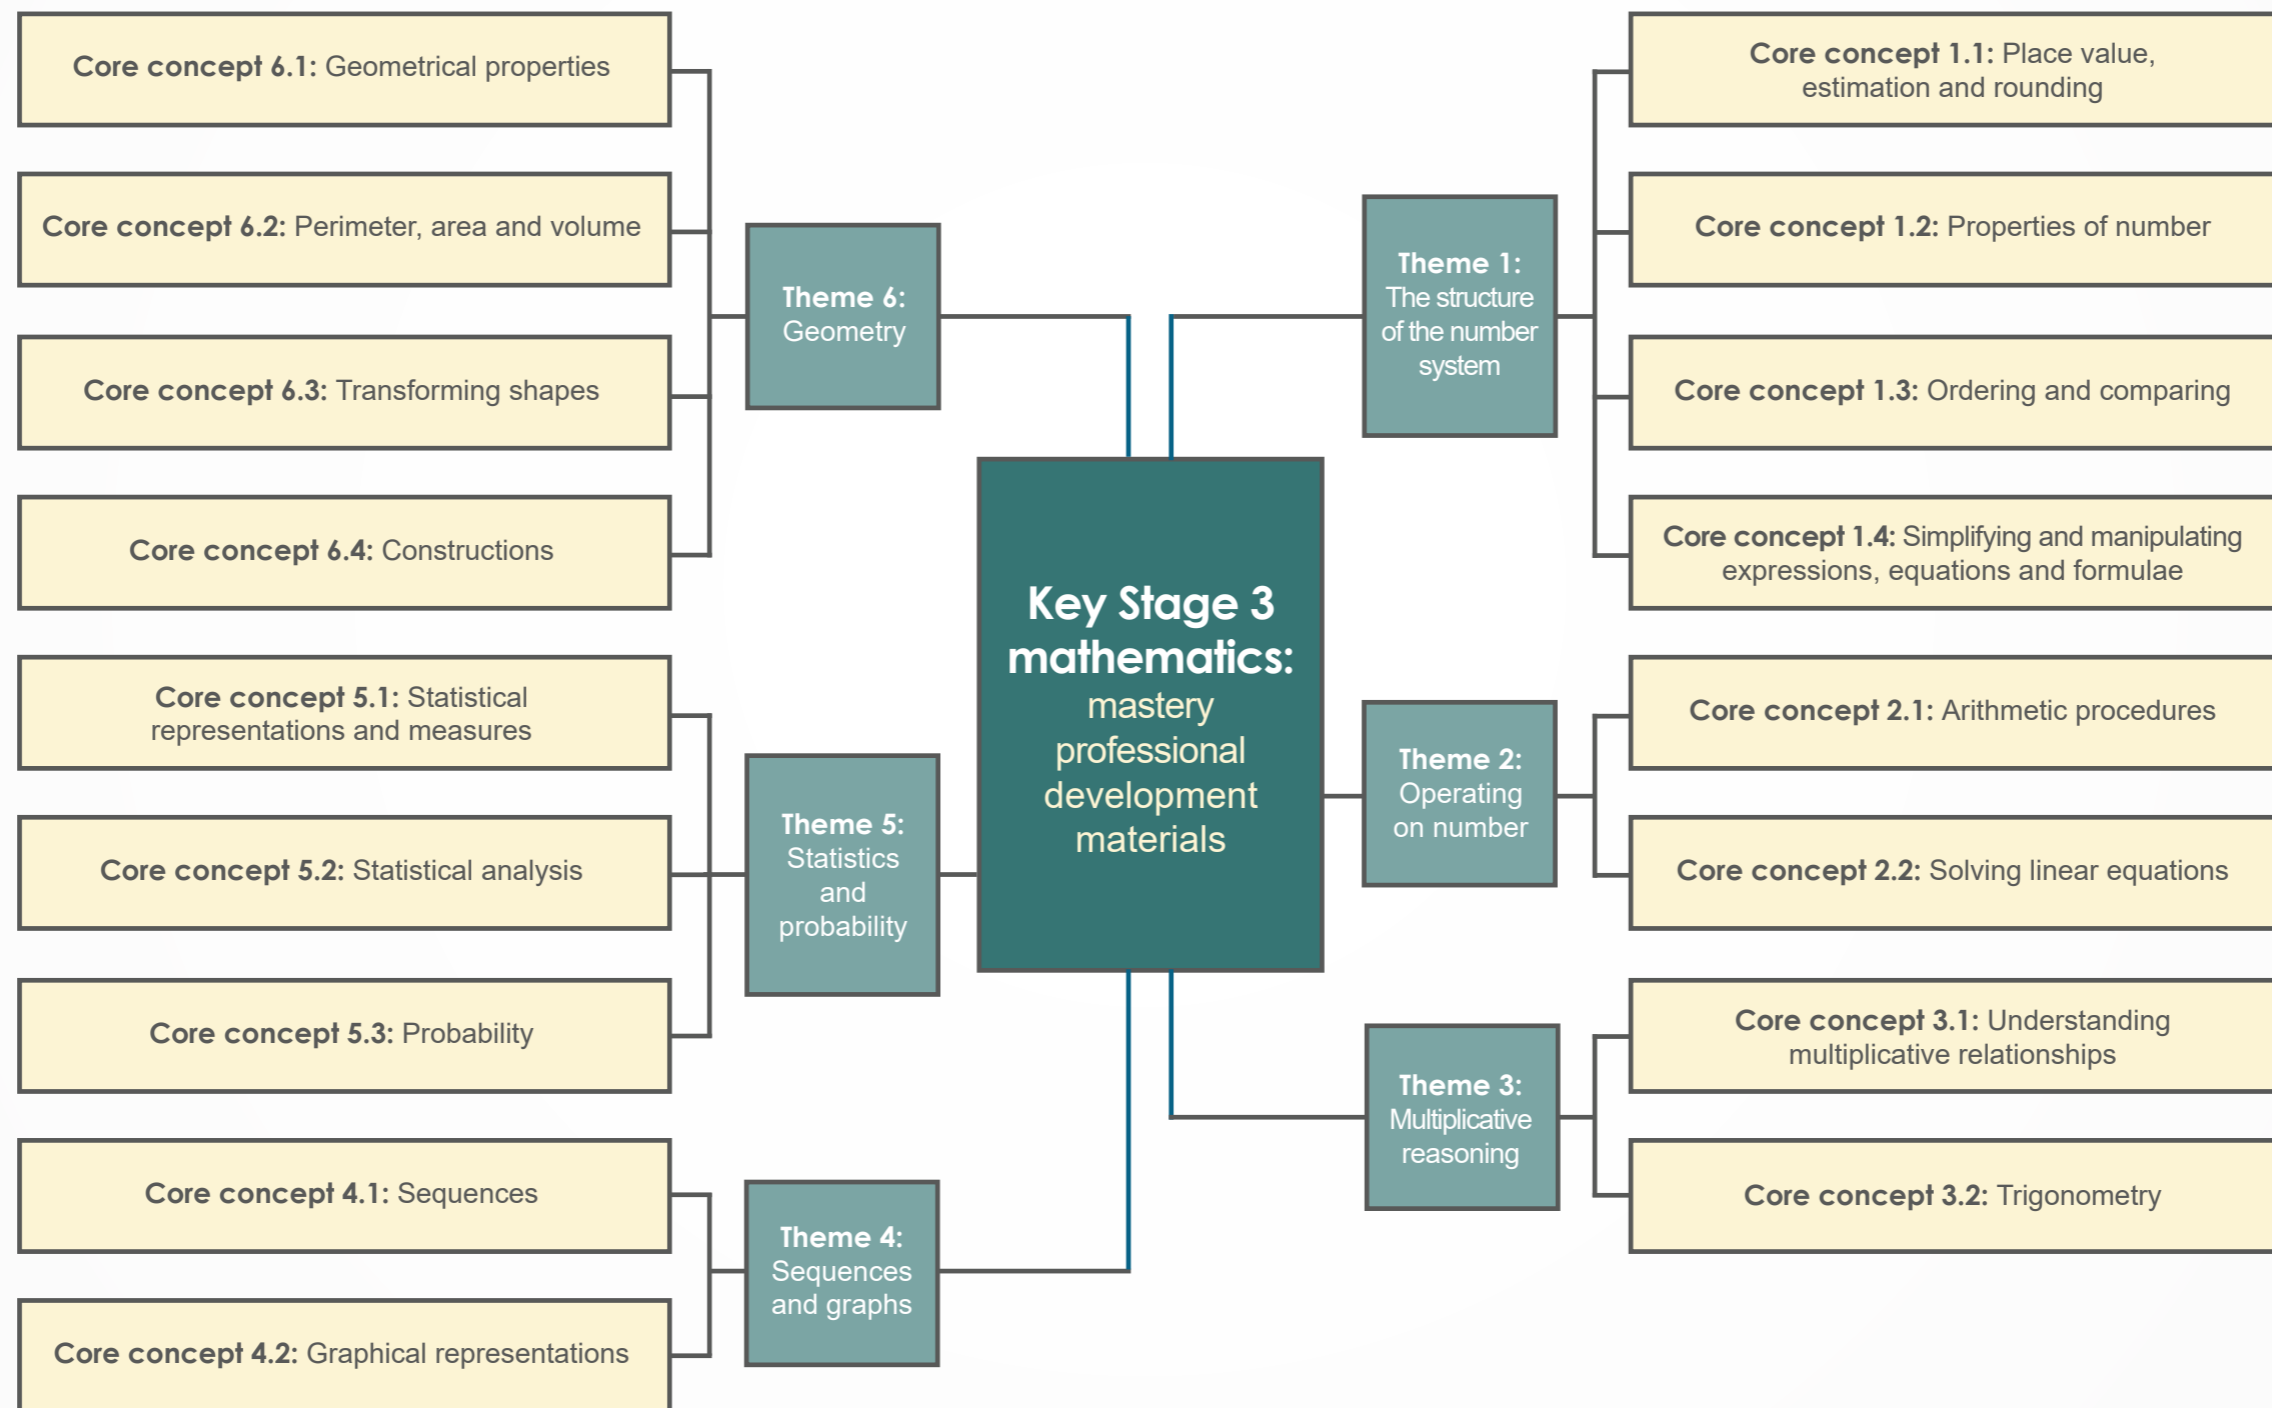 Core concept 6.1: Geometrical properties
Core concept 6.2: Perimeter, area and volume
Core concept 6.3: Transforming shapes
Core concept 6.4: Constructions
Theme 6:
Geometry
Core concept 5.1: Statistical
representations and measures
Core concept 5.2: Statistical analysis
Core concept 5.3: Probability
Theme 5:
Statistics
and
probability
Core concept 4.1: Sequences
Core concept 4.2: Graphical representations
Theme 4:
Sequences
and graphs
Key Stage 3
mathematics:
mastery
professional
development
materials
Theme 1:
The structure
of the number
system
Core concept 1.1: Place value,
estimation and rounding
Core concept 1.2: Properties of number
Core concept 1.3: Ordering and comparing
Core concept 1.4: Simplifying and manipulating
expressions, equations and formulae
Theme 2:
Operating
on number
Core concept 2.1: Arithmetic procedures
Core concept 2.2: Solving linear equations
Theme 3:
Multiplicative
reasoning
Core concept 3.1: Understanding
multiplicative relationships
Core concept 3.2: Trigonometry